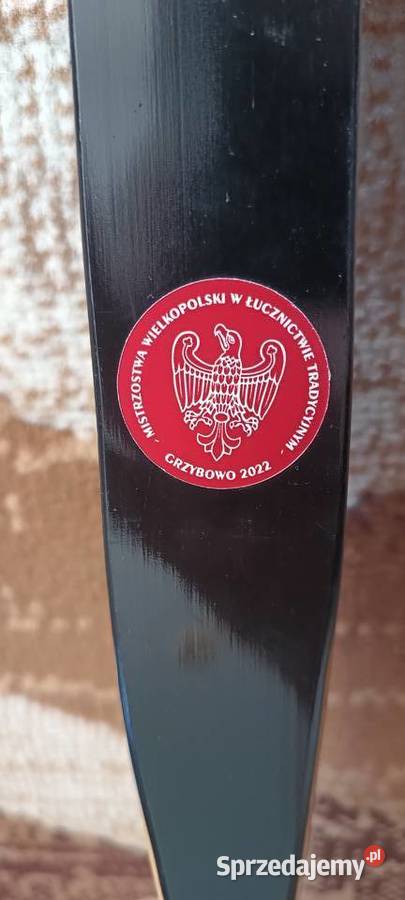 - MISTRZOSTWA WIELKOPOLSKI W ŁUCZNICTWIE TRADYCYJNYM -
GRZYBOWO 2022
Sprzedajemy.pl